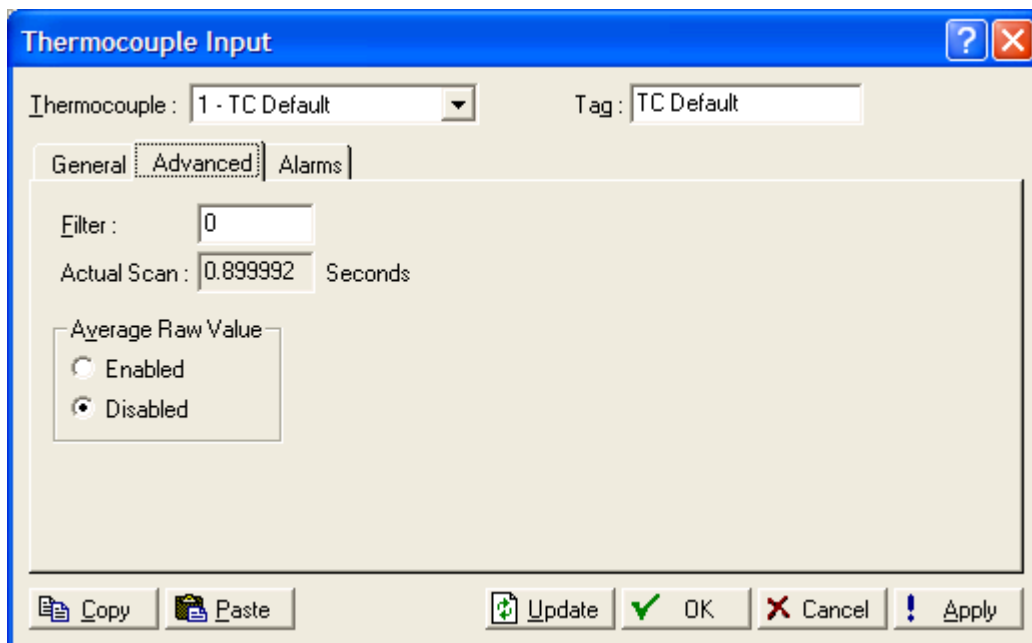 Thermocouple Input
Thermocouple : 1 - TC Default Tag : TC Default
General Advanced Alarms
Filter : 0
Actual Scan : 0.899992 Seconds
Average Raw Value
Enabled
Disabled
Copy Paste Update OK Cancel ! Apply